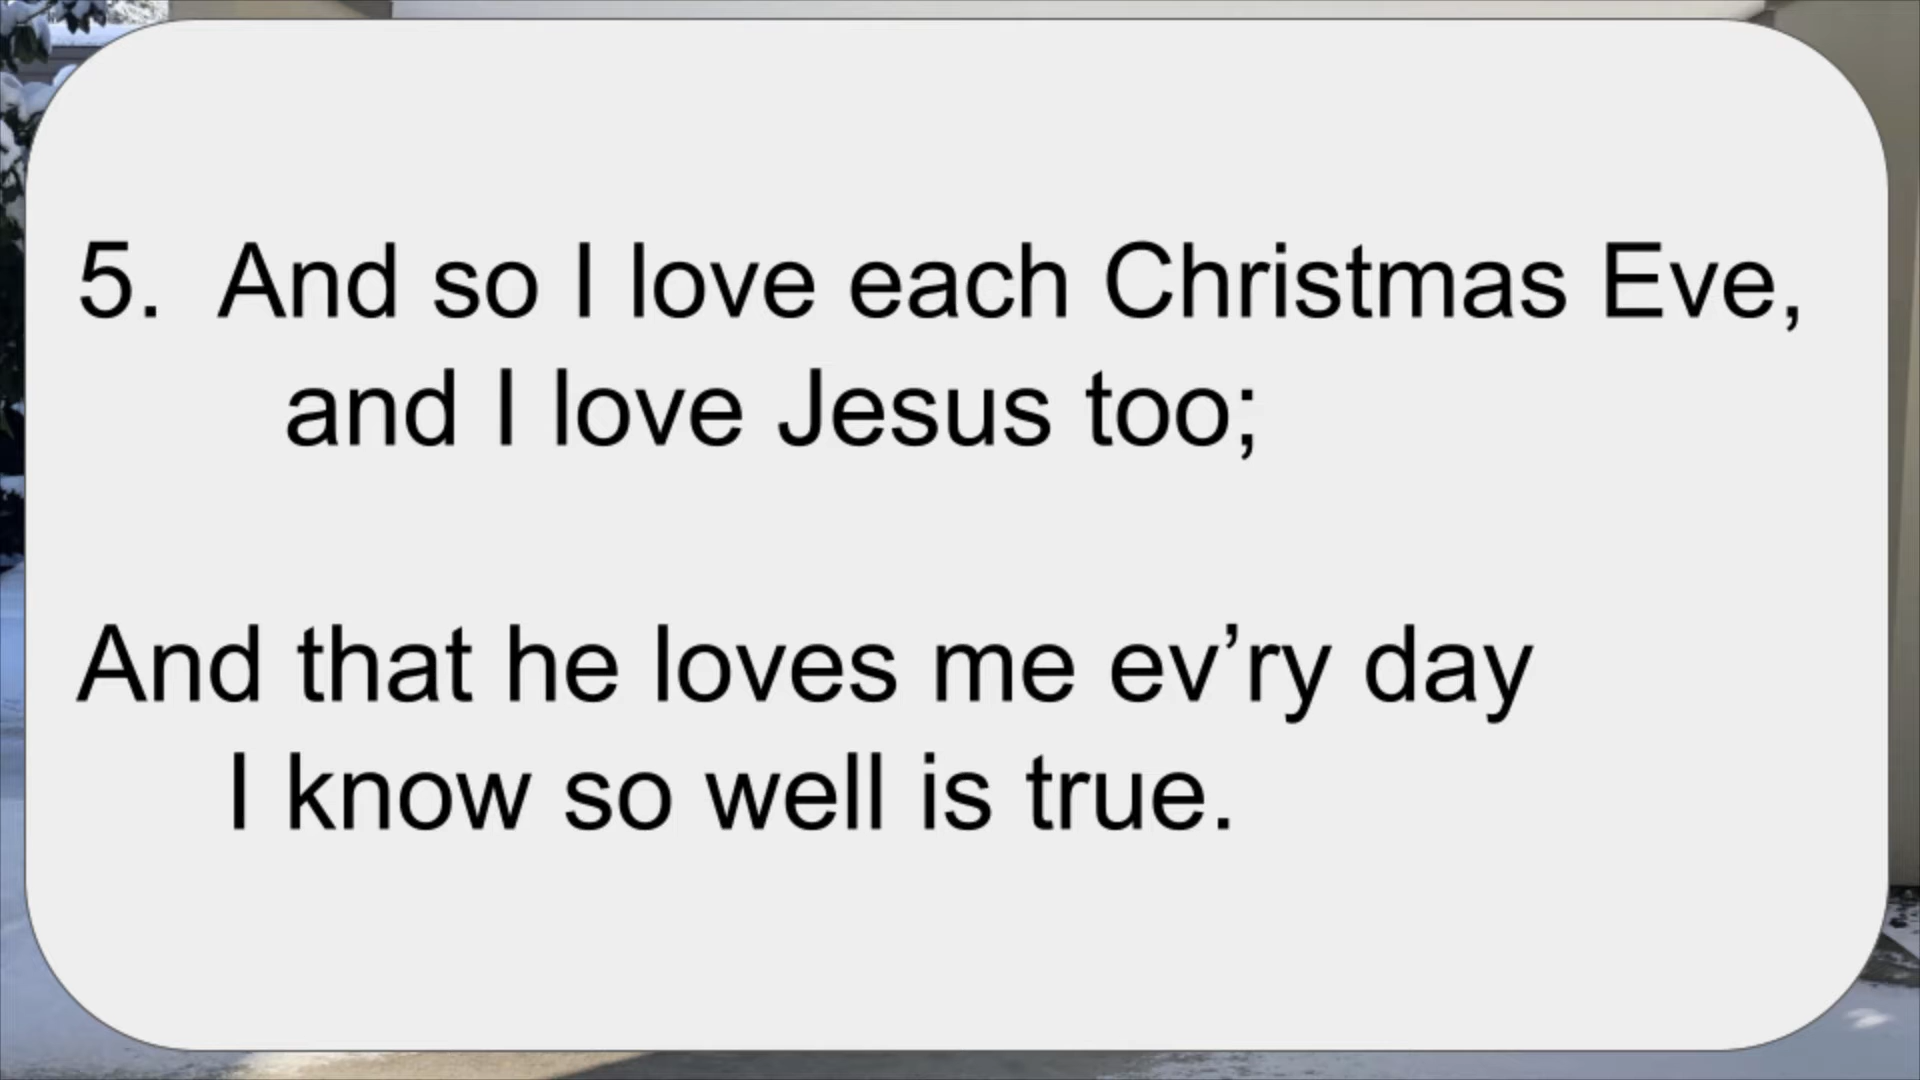 5. And so I love each Christmas Eve,
and I love Jesus too;
And that he loves me ev’ry day
I know so well is true.